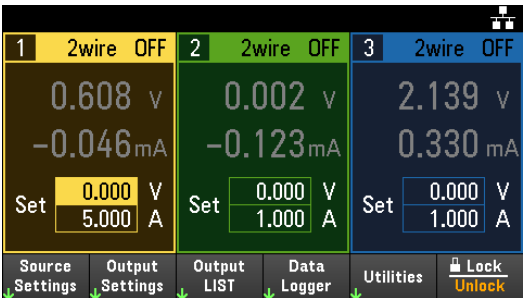 1 2wire OFF
0.608 V
-0.046 mA
Set 0.000 V
5.000 A
2 2wire OFF
0.002 V
-0.123 mA
Set 0.000 V
1.000 A
3 2wire OFF
2.139 V
0.330 mA
Set 0.000 V
1.000 A
Source
Settings
Output
Settings
Output
LIST
Data
Logger
Utilities
Lock
Unlock